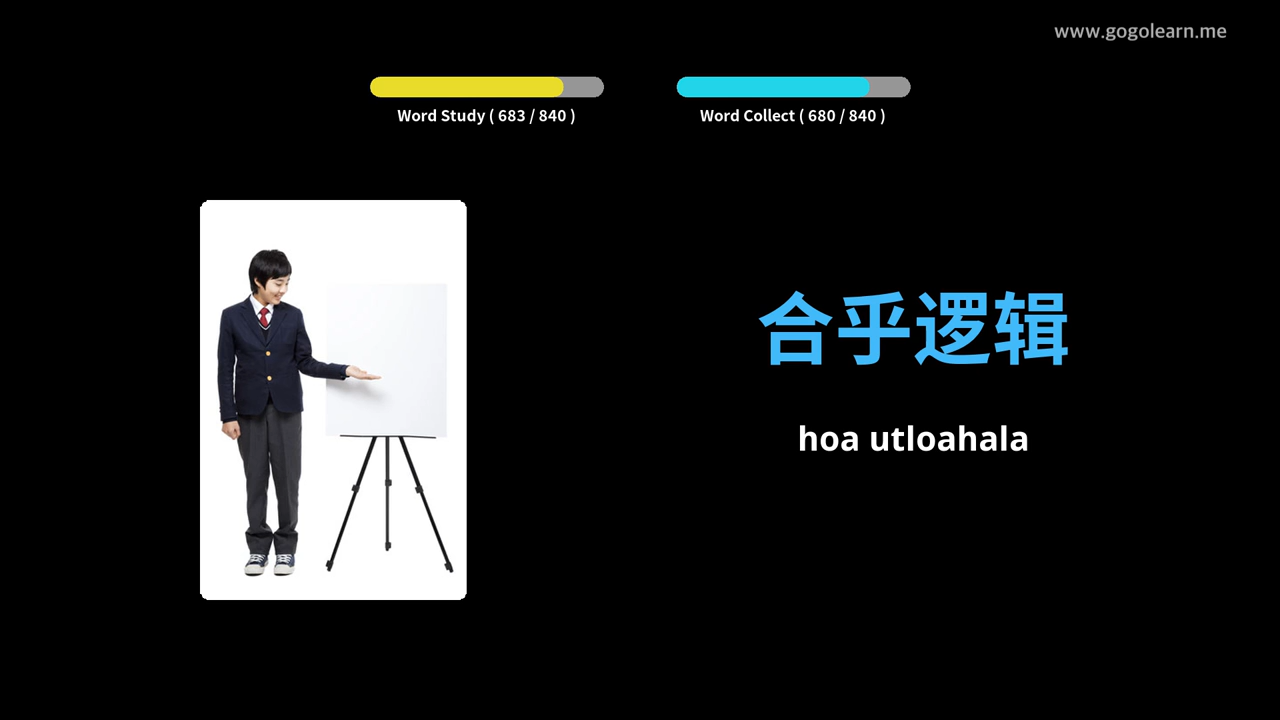 www.gogolearn.me
Word Study ( 683 / 840 )
Word Collect ( 680 / 840 )
合乎逻辑
hoa utloahala